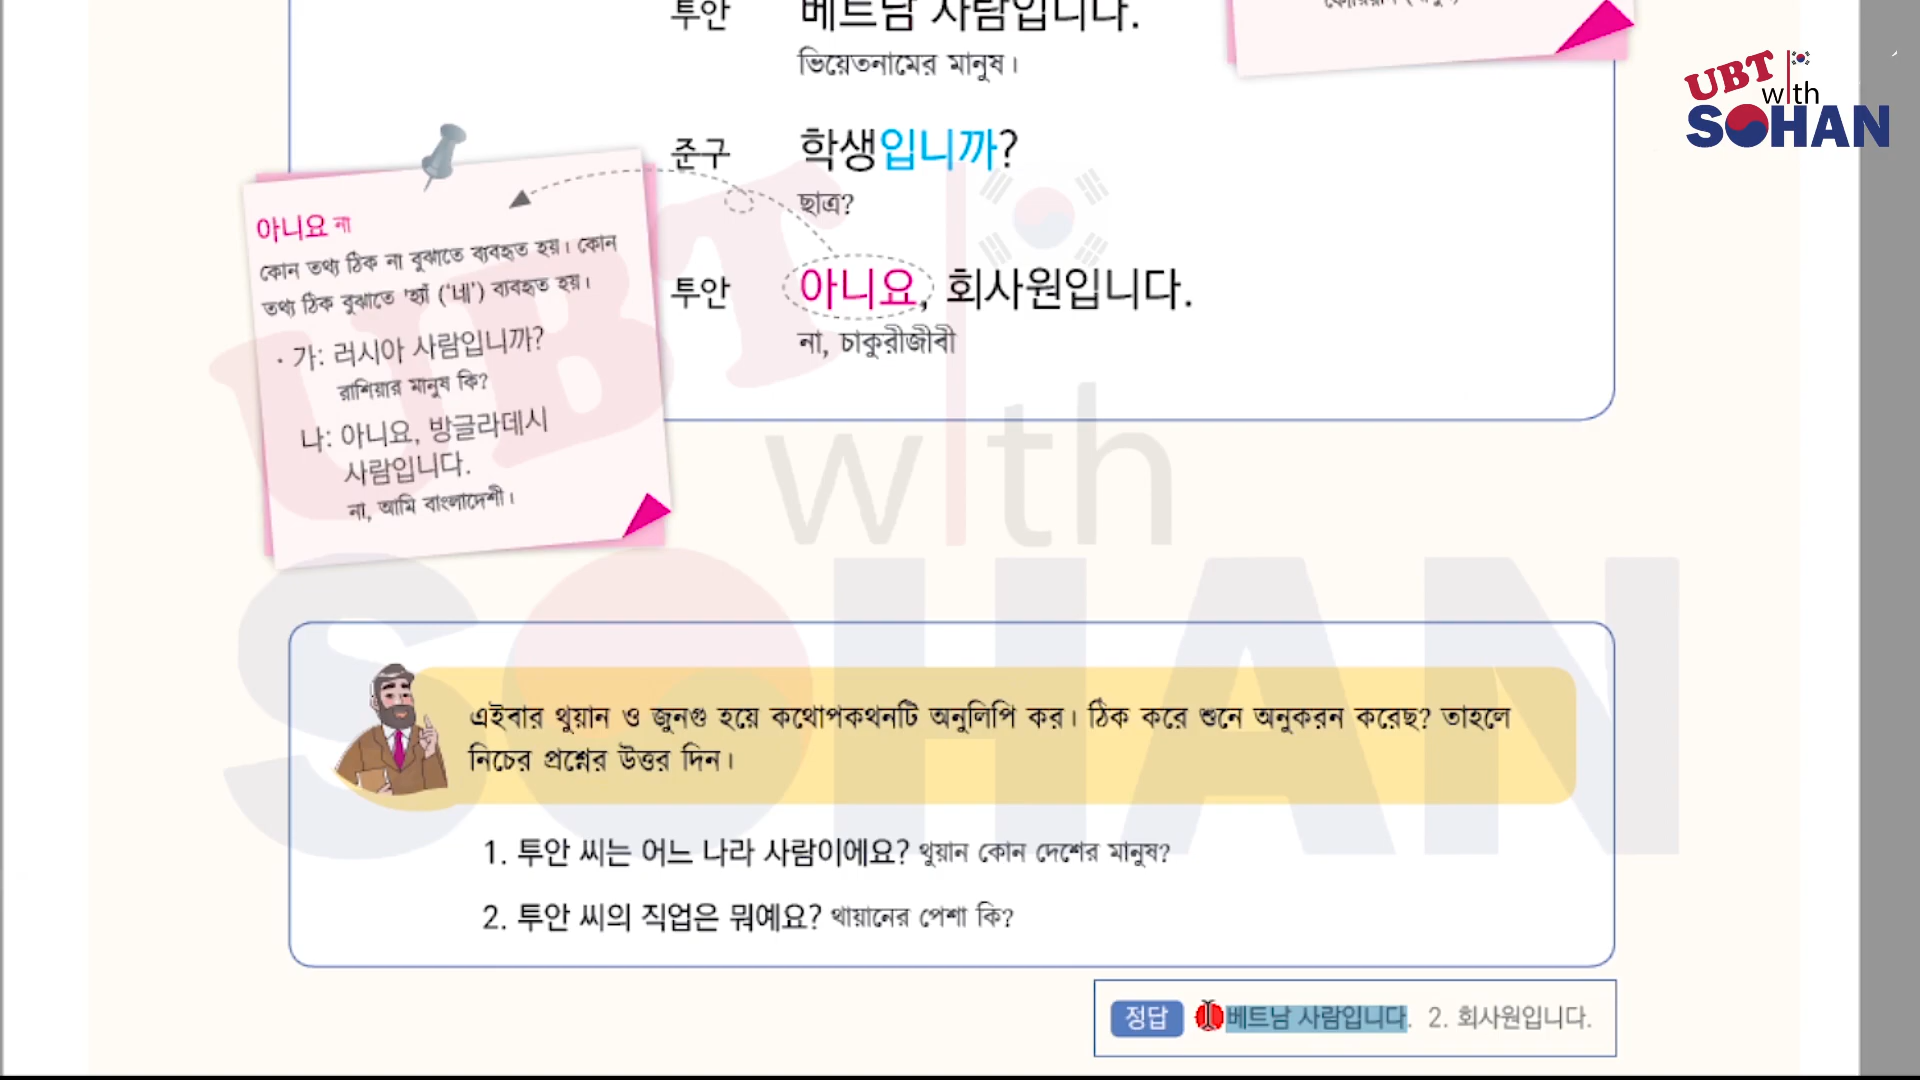 투안 베트남 사람입니다.
ভিয়েতনামের মানুষ।
UBT with SOHAN
준구 학생입니까?
ছাত্র?
투안 아니요, 회사원입니다.
না, চাকুরীজীবী
아니요 না
কোন তথ্য ঠিক না বুঝাতে ব্যবহৃত হয়। কোন
তথ্য ঠিক বুঝাতে 'হ্যাঁ ('네') ব্যবহৃত হয়।
· 가: 러시아 사람입니까?
রাশিয়ার মানুষ কি?
나: 아니요, 방글라데시
사람입니다.
না, আমি বাংলাদেশী।
UBT with SOHAN
এইবার থুয়ান ও জুনগু হয়ে কথোপকথনটি অনুলিপি কর। ঠিক করে শুনে অনুকরন করেছ? তাহলে
নিচের প্রশ্নের উত্তর দিন।
1. 투안 씨는 어느 나라 사람이에요? থুয়ান কোন দেশের মানুষ?
2. 투안 씨의 직업은 뭐예요? থায়ানের পেশা কি?
정답 베트남 사람입니다. 2. 회사원입니다.